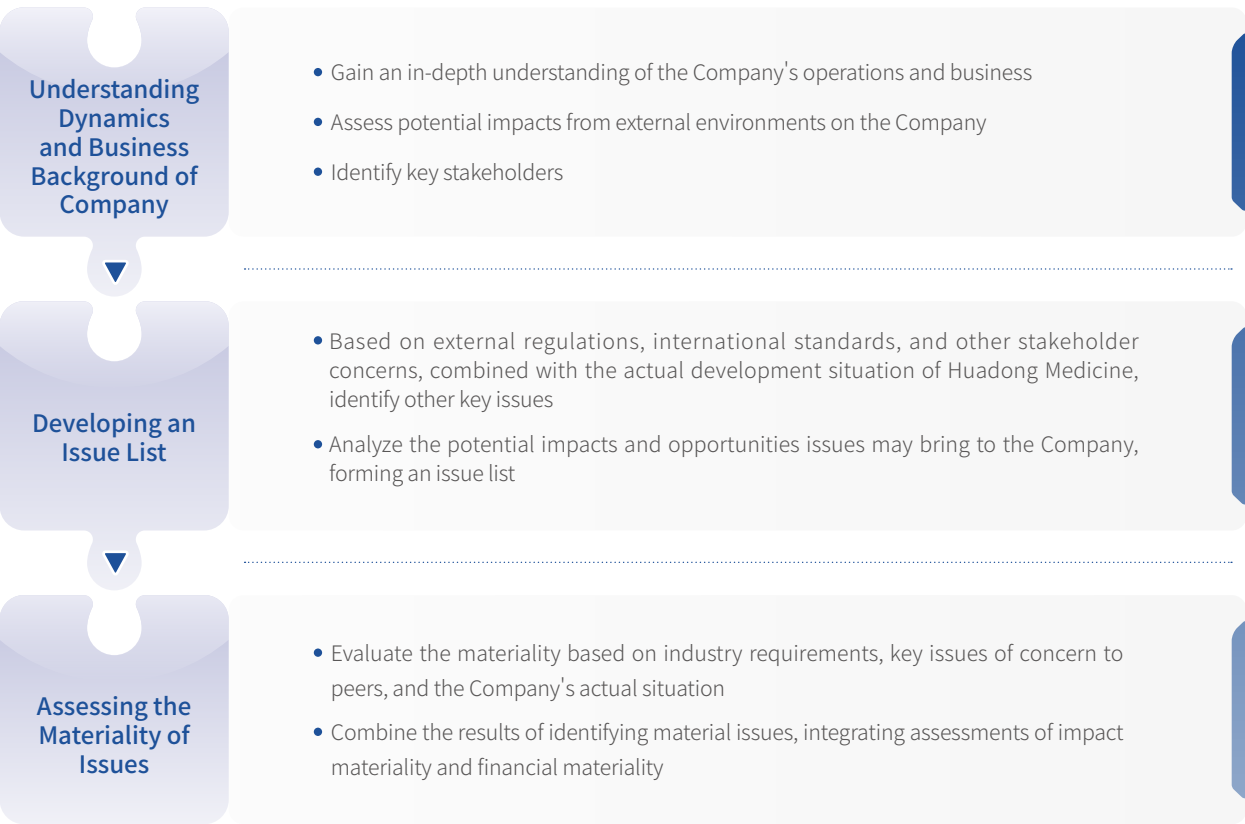 Understanding
Dynamics
and Business
Background of
Company
• Gain an in-depth understanding of the Company's operations and business
• Assess potential impacts from external environments on the Company
• Identify key stakeholders
Developing an
Issue List
• Based on external regulations, international standards, and other stakeholder
concerns, combined with the actual development situation of Huadong Medicine,
identify other key issues
• Analyze the potential impacts and opportunities issues may bring to the Company,
forming an issue list
Assessing the
Materiality of
Issues
• Evaluate the materiality based on industry requirements, key issues of concern to
peers, and the Company's actual situation
• Combine the results of identifying material issues, integrating assessments of impact
materiality and financial materiality